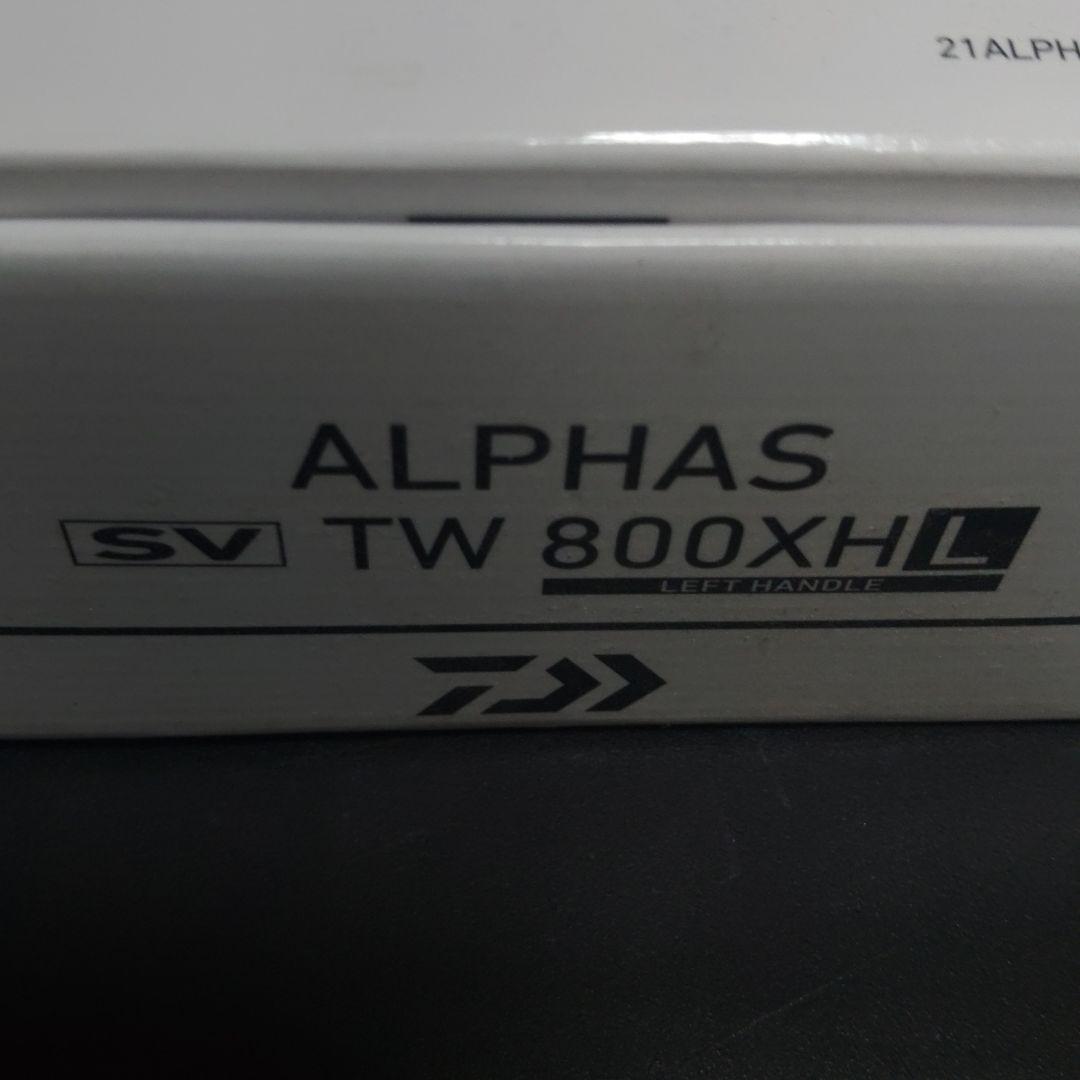 21ALPH
ALPHAS
SV TW 800XHL
LEFT HANDLE